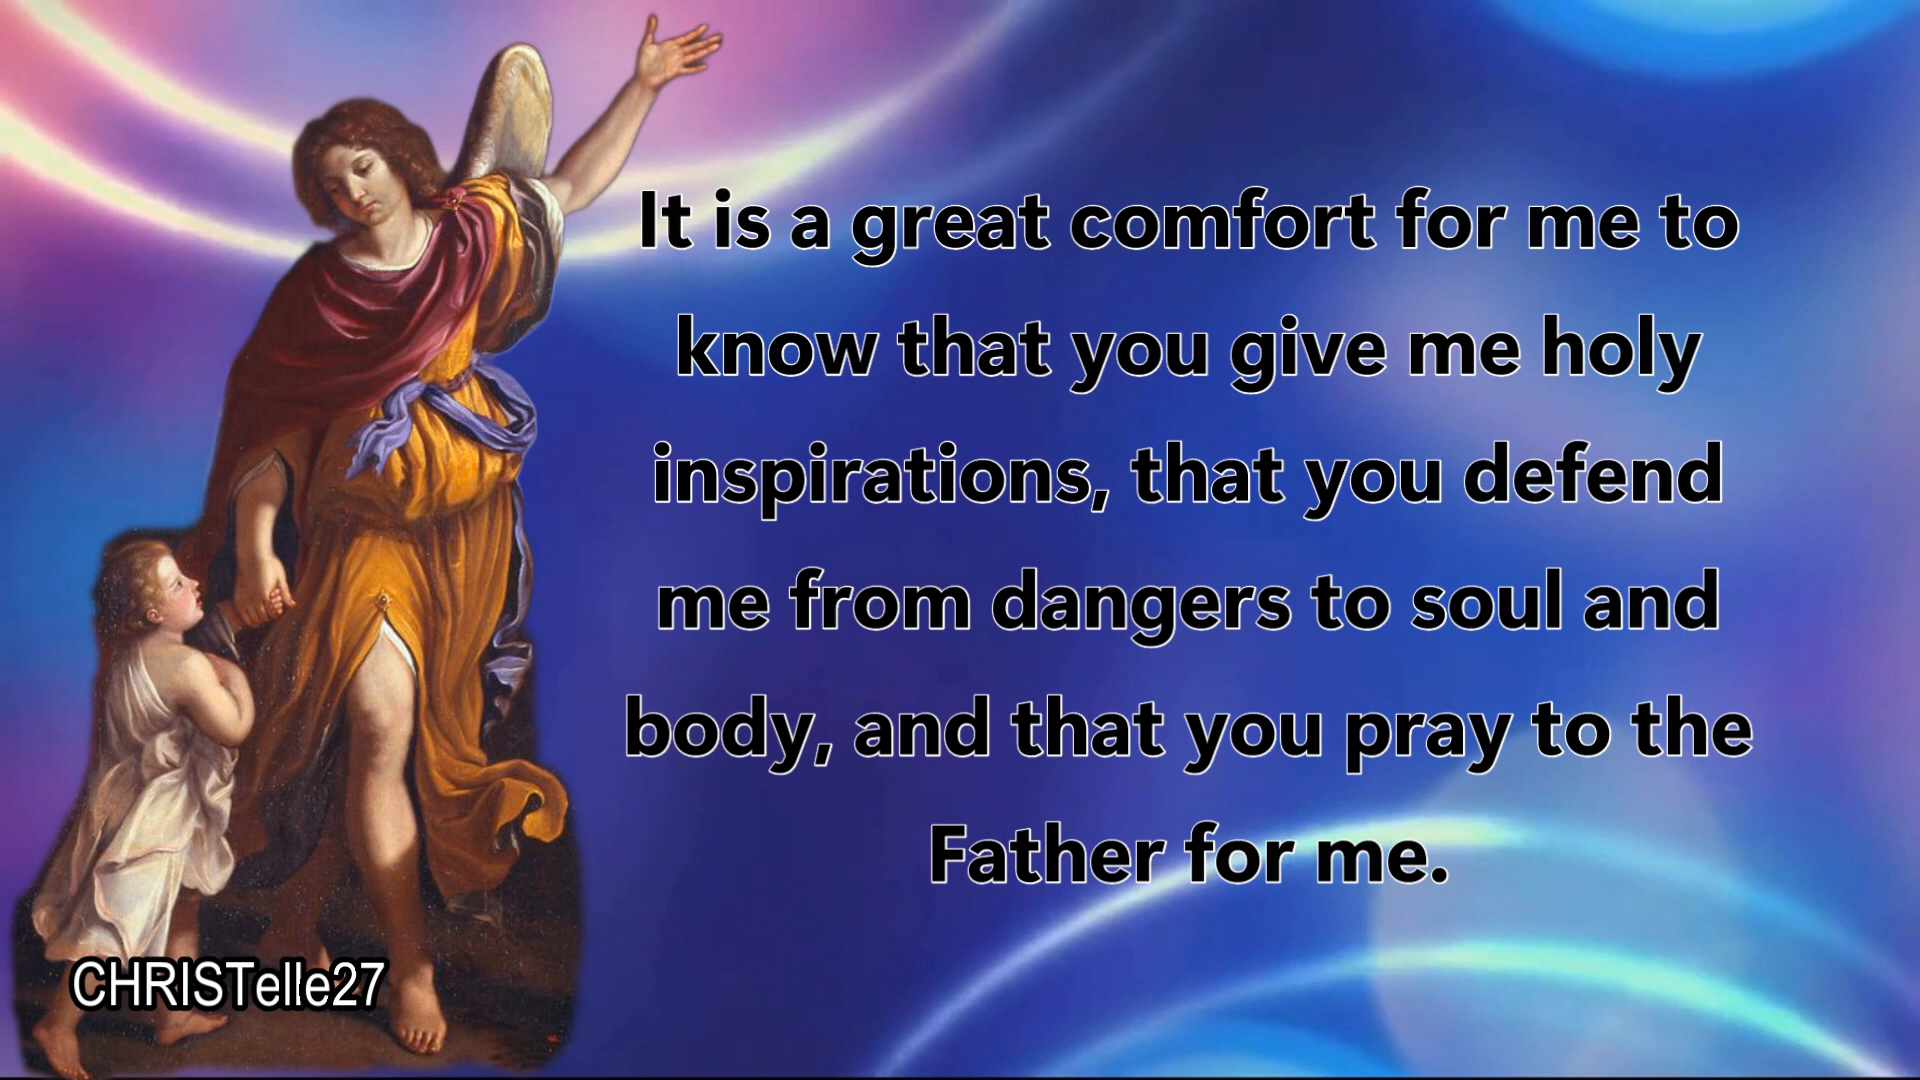 It is a great comfort for me to
know that you give me holy
inspirations, that you defend
me from dangers to soul and
body, and that you pray to the
Father for me.
CHRISTelle27